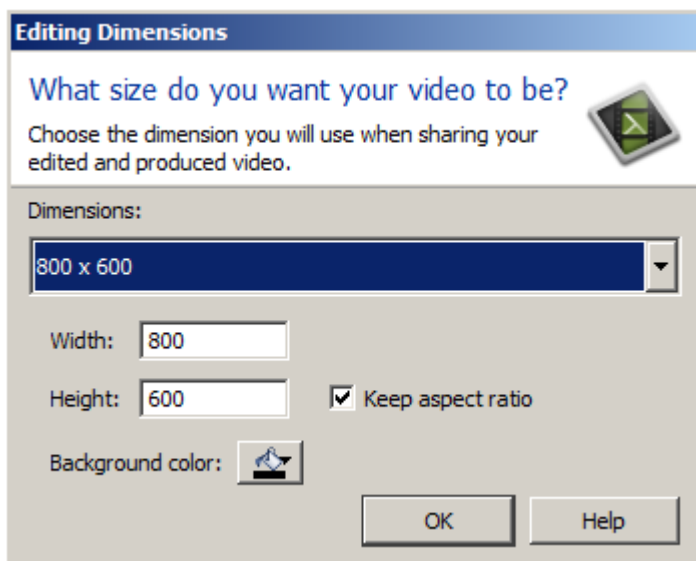 Editing Dimensions
What size do you want your video to be?
Choose the dimension you will use when sharing your
edited and produced video.
Dimensions:
800 x 600
Width: 800
Height: 600 Keep aspect ratio
Background color:
OK Help